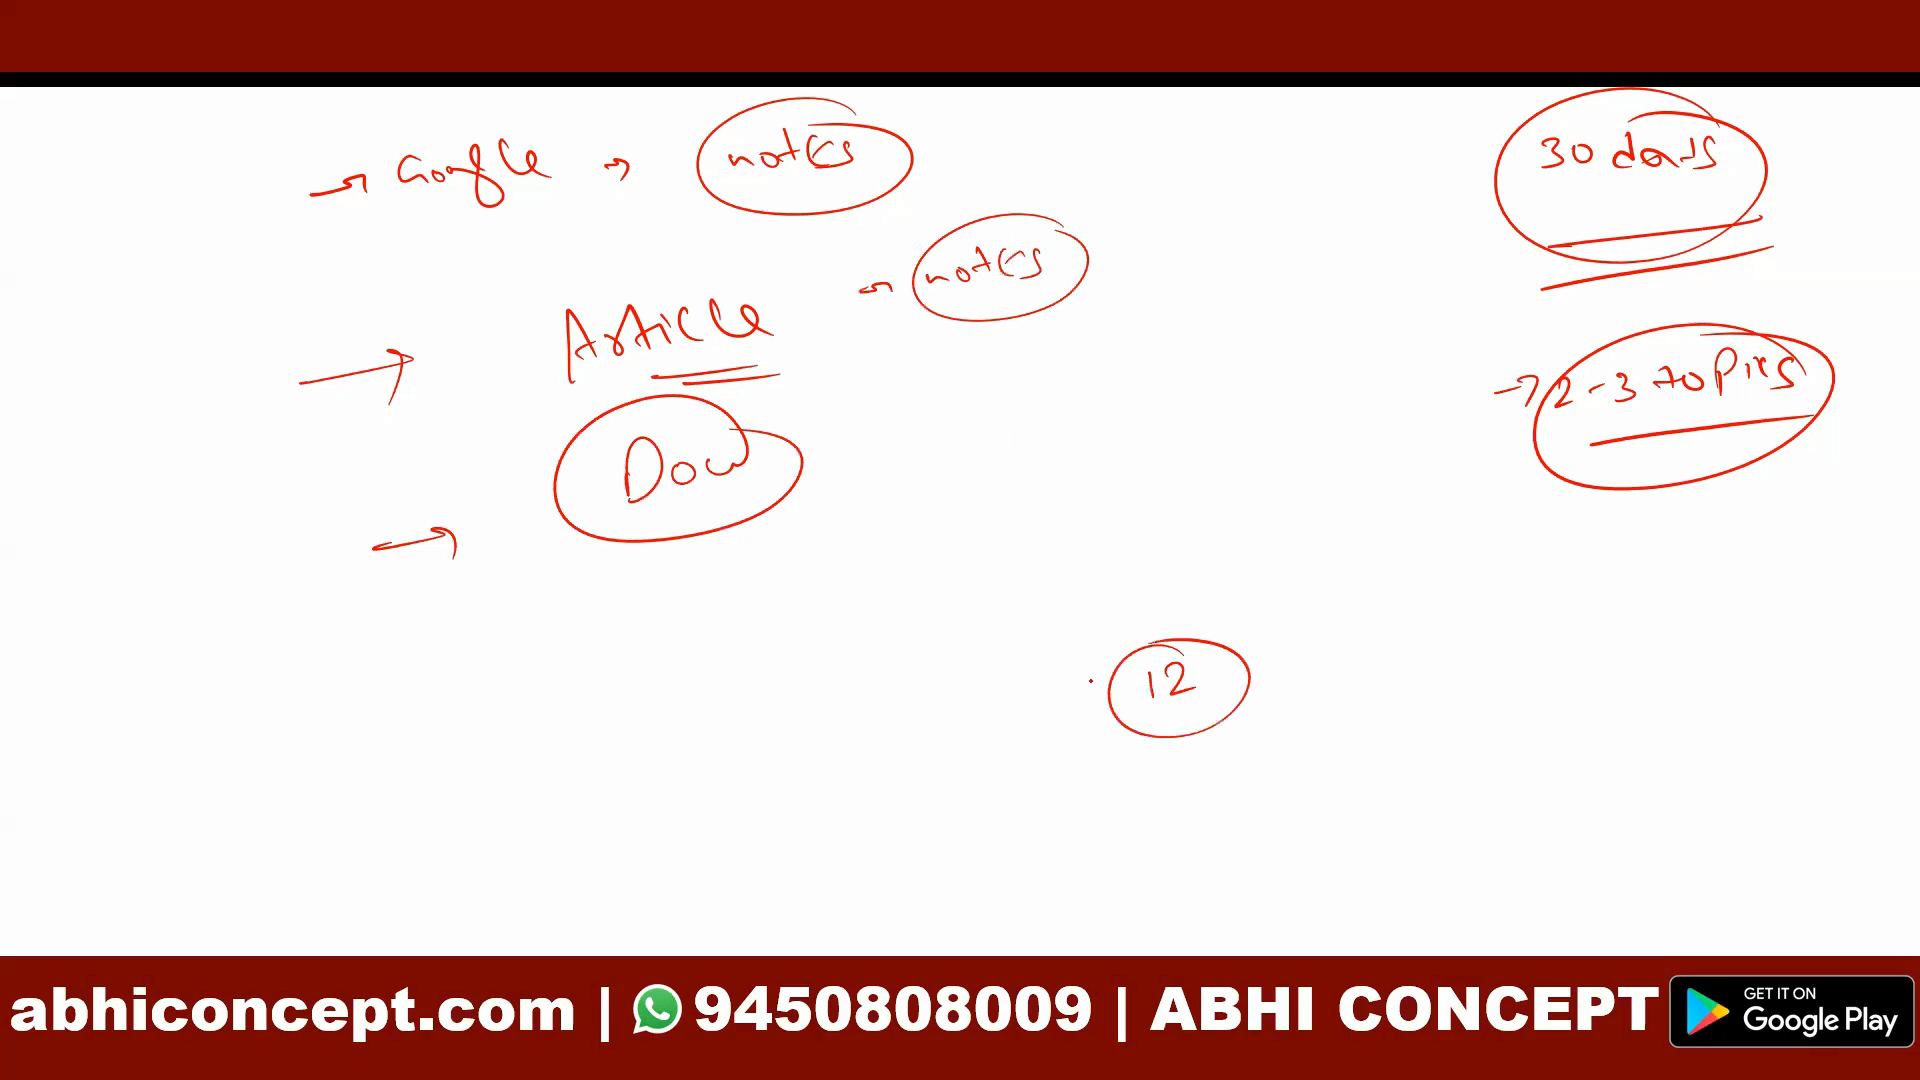 → Google → notes
30 days
→ notes
→ Article
→ 2-3 topics
Dow
→
12
abhiconcept.com | 9450808009 | ABHI CONCEPT
GET IT ON
Google Play